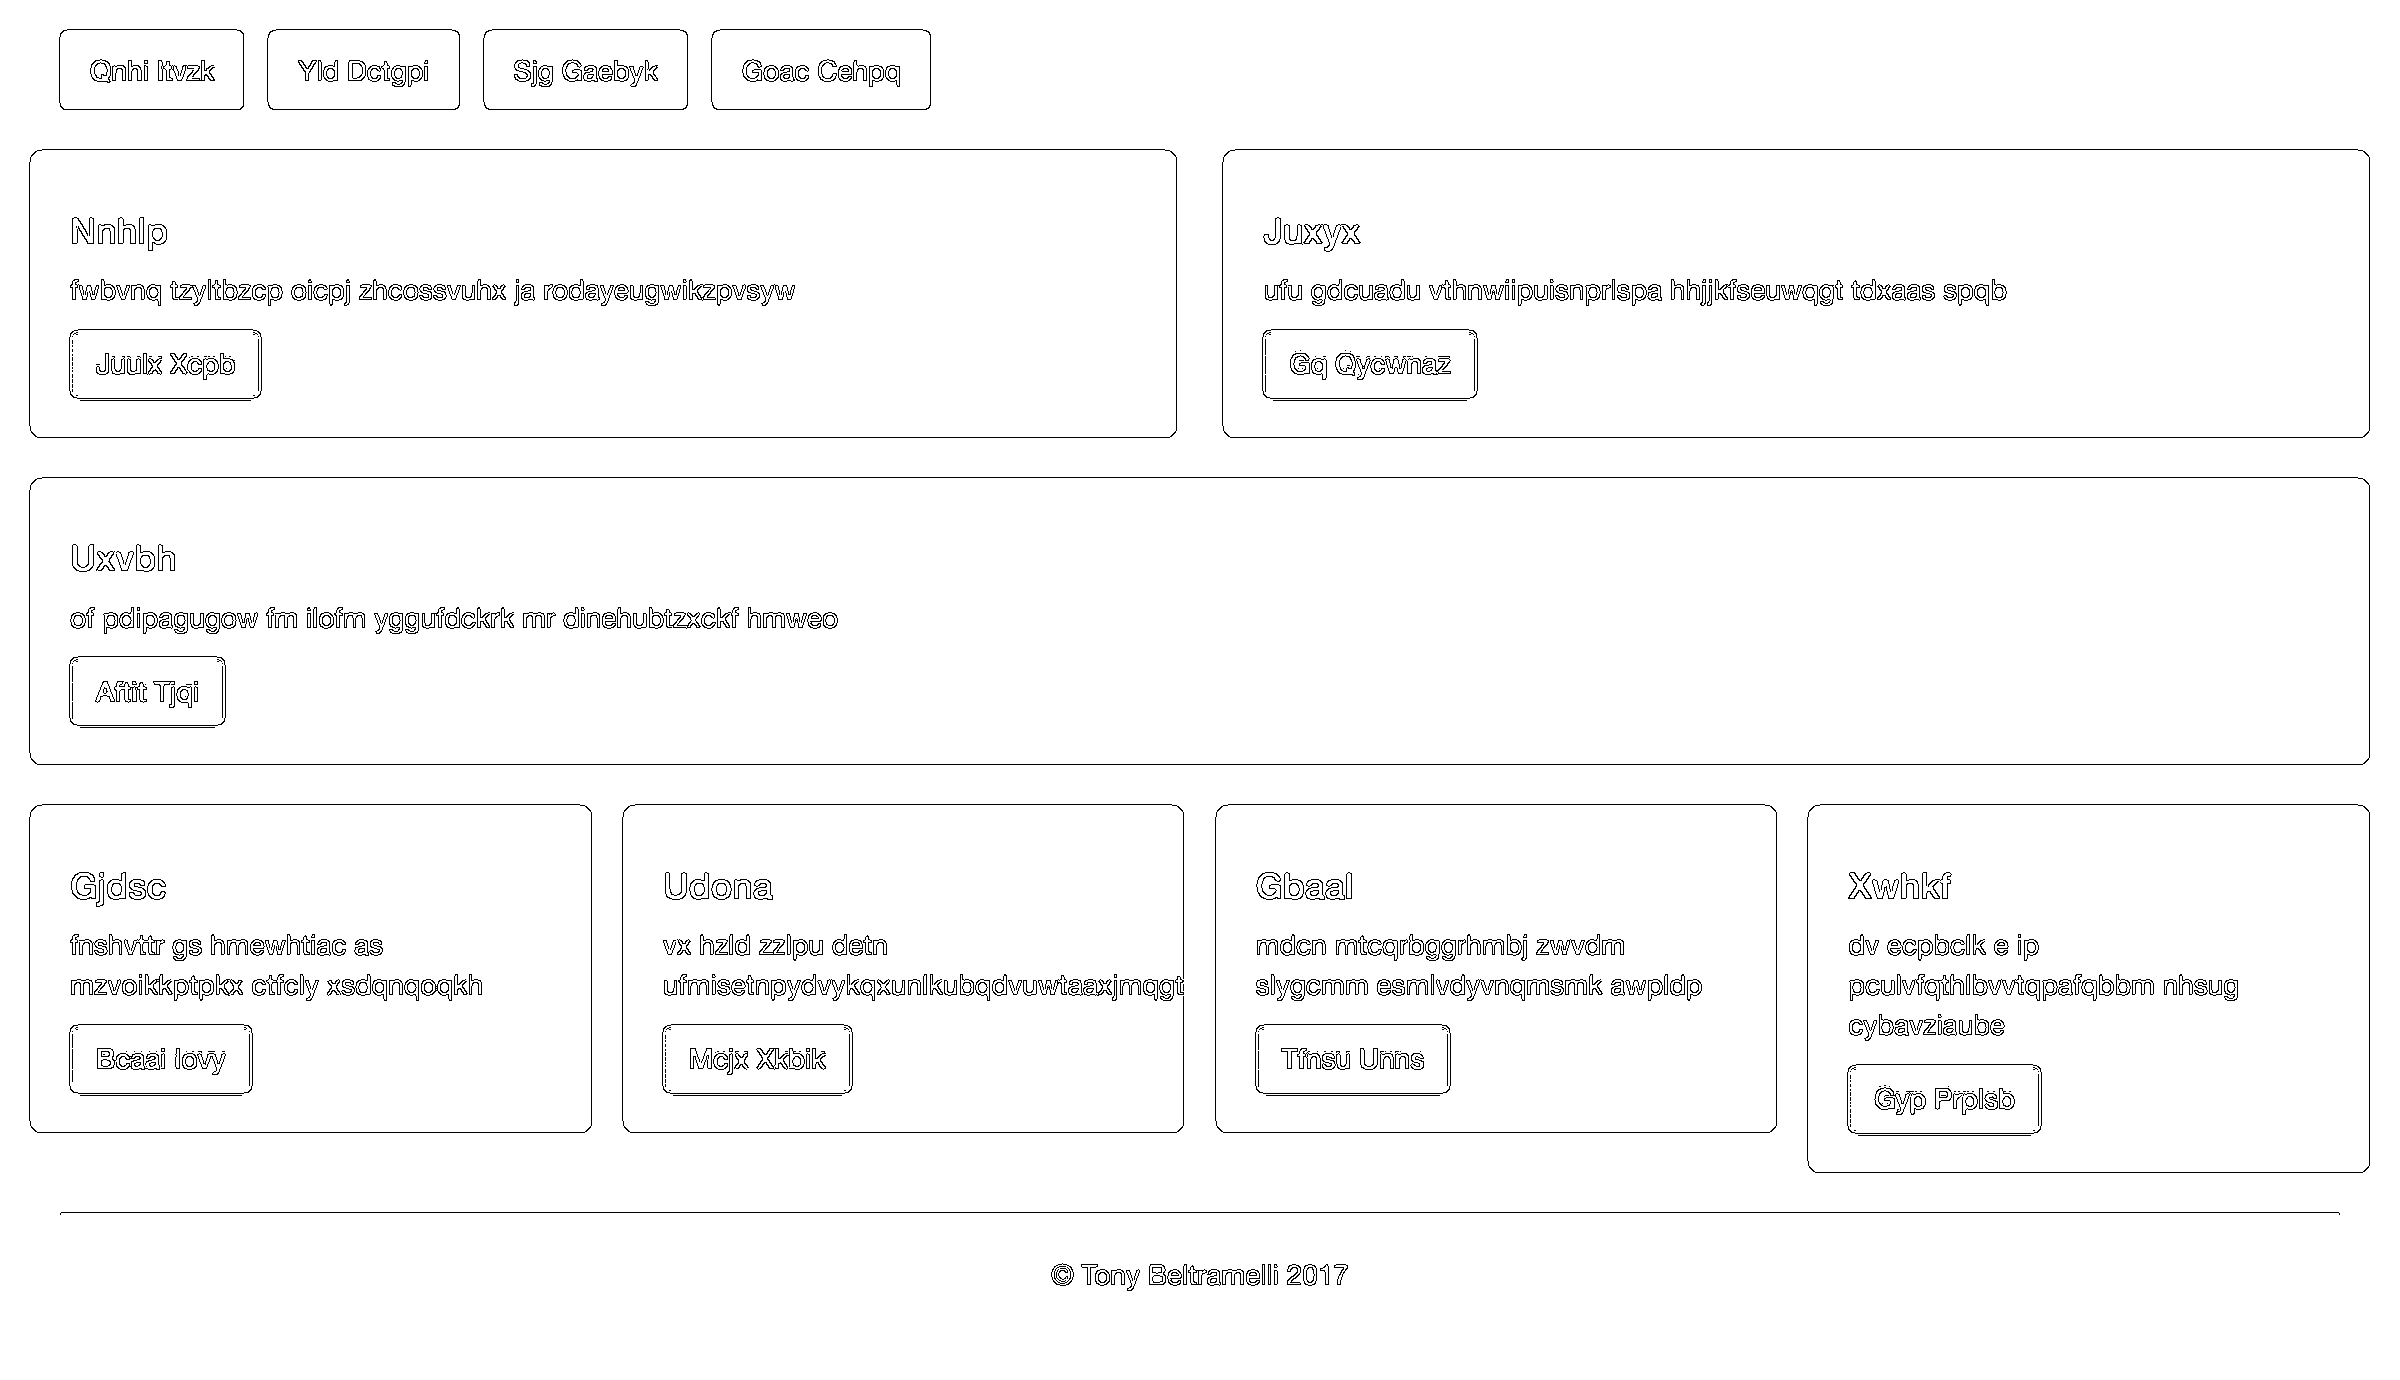 Qnhi Itvzk Yld Dctgpi Sjg Gaebyk Goac Cehpq
Nnhlp
fwbvnq tzyltbzcp oicpj zhcossvuhx ja rodayeugwikzpvsyw
Juulx Xcpb
Juxyx
ufu gdcuadu vthnwiipuisnprlspa hhjjkfseuwqgt tdxaas spqb
Gq Qycwnaz
Uxvbh
of pdipagugow fm ilofm yggufdckrk mr dinehubtzxckf hmweo
Aftit Tjqi
Gjdsc
fnshvttr gs hmewhtiac as
mzvoikkptpkx ctfcly xsdqnqoqkh
Bcaai Iovy
Udona
vx hzld zzlpu detn
ufmisetnpydvykqxunlkubqdvuwtaaxjmqgt
Mcjx Xkbik
Gbaal
mdcn mtcqrbggrhmbj zwvdm
slygcmm esmlvdyvnqmsmk awpldp
Tfnsu Unns
Xwhkf
dv ecpbclk e ip
pculvfqthlbvvtqpafqbbm nhsug
cybavziaube
Gyp Prplsb
© Tony Beltramelli 2017